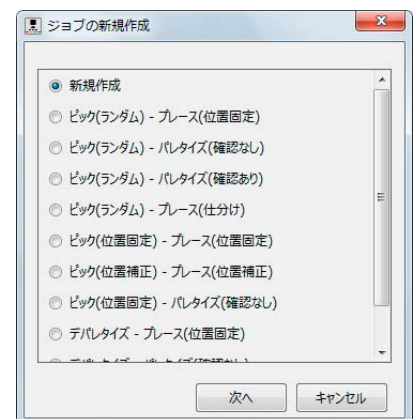 ジョブの新規作成
新規作成
ピック(ランダム) - プレース(位置固定)
ピック(ランダム) - パレタイズ(確認なし)
ピック(ランダム) - パレタイズ(確認あり)
ピック(ランダム) - プレース(仕分け)
ピック(位置固定) - プレース(位置固定)
ピック(位置補正) - プレース(位置補正)
ピック(位置固定) - パレタイズ(確認なし)
デパレタイズ - プレース(位置固定)
次へ
キャンセル